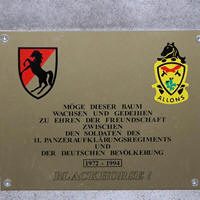 ALLONS
MÖGE DIESER BAUM
WACHSEN UND GEDEIHEN
ZU EHREN DER FREUNDSCHAFT
ZWISCHEN
DEN SOLDATEN DES
11. PANZERAUFKLÄRUNGSREGIMENTS
UND
DER DEUTSCHEN BEVÖLKERUNG
1972 - 1994
BLACKHORSE !